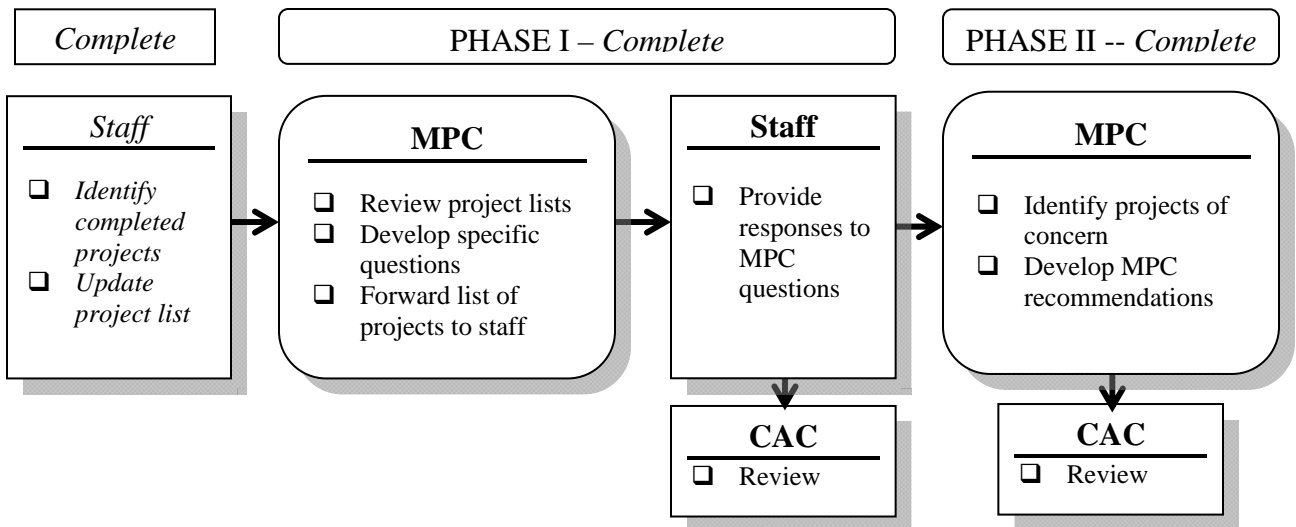 Complete
PHASE I – Complete
PHASE II -- Complete
Staff
❑ Identify
completed
projects
❑ Update
project list
MPC
❑ Review project lists
❑ Develop specific
questions
❑ Forward list of
projects to staff
Staff
❑ Provide
responses to
MPC
questions
CAC
❑ Review
MPC
❑ Identify projects of
concern
❑ Develop MPC
recommendations
CAC
❑ Review